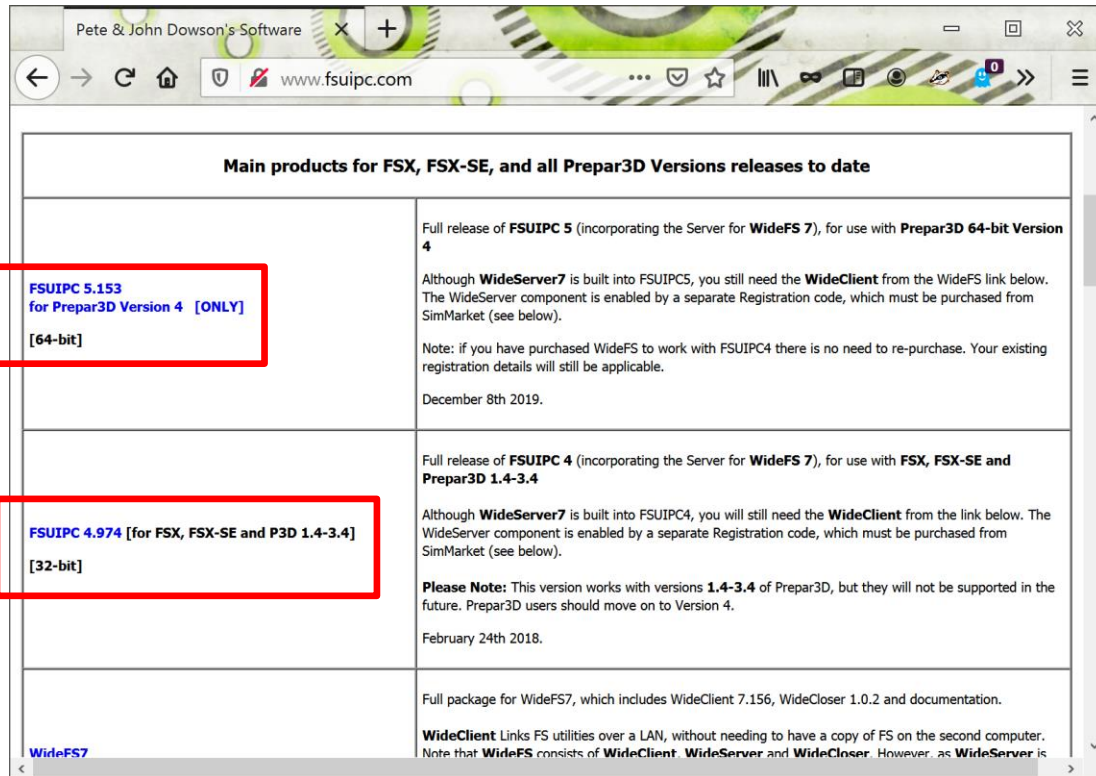 Pete & John Dowson's Software
www.fsuipc.com
0
Main products for FSX, FSX-SE, and all Prepar3D Versions releases to date
FSUIPC 5.153
for Prepar3D Version 4 [ONLY]
[64-bit]
Full release of FSUIPC 5 (incorporating the Server for WideFS 7), for use with Prepar3D 64-bit Version
4
Although WideServer7 is built into FSUIPC5, you still need the WideClient from the WideFS link below.
The WideServer component is enabled by a separate Registration code, which must be purchased from
SimMarket (see below).
Note: if you have purchased WideFS to work with FSUIPC4 there is no need to re-purchase. Your existing
registration details will still be applicable.
December 8th 2019.
FSUIPC 4.974 [for FSX, FSX-SE and P3D 1.4-3.4]
[32-bit]
Full release of FSUIPC 4 (incorporating the Server for WideFS 7), for use with FSX, FSX-SE and
Prepar3D 1.4-3.4
Although WideServer7 is built into FSUIPC4, you will still need the WideClient from the link below. The
WideServer component is enabled by a separate Registration code, which must be purchased from
SimMarket (see below).
Please Note: This version works with versions 1.4-3.4 of Prepar3D, but they will not be supported in the
future. Prepar3D users should move on to Version 4.
February 24th 2018.
WideFS7
Full package for WideFS7, which includes WideClient 7.156, WideCloser 1.0.2 and documentation.
WideClient Links FS utilities over a LAN, without needing to have a copy of FS on the second computer.
Note that WideFS consists of WideClient, WideServer and WideCloser. However, as WideServer is